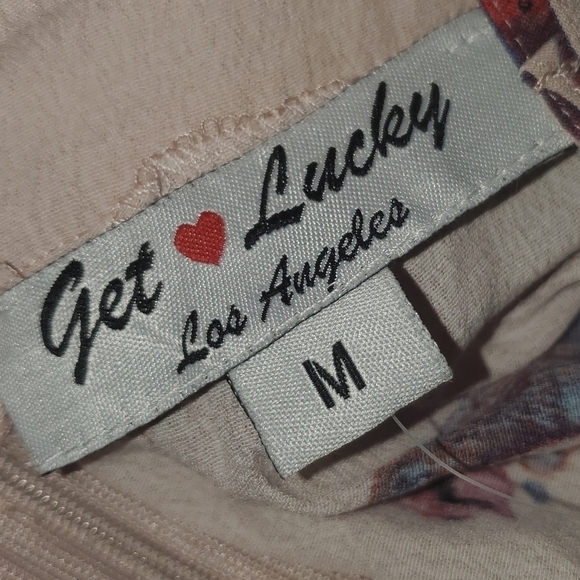 Get ❤ Lucky
Los Angeles
M